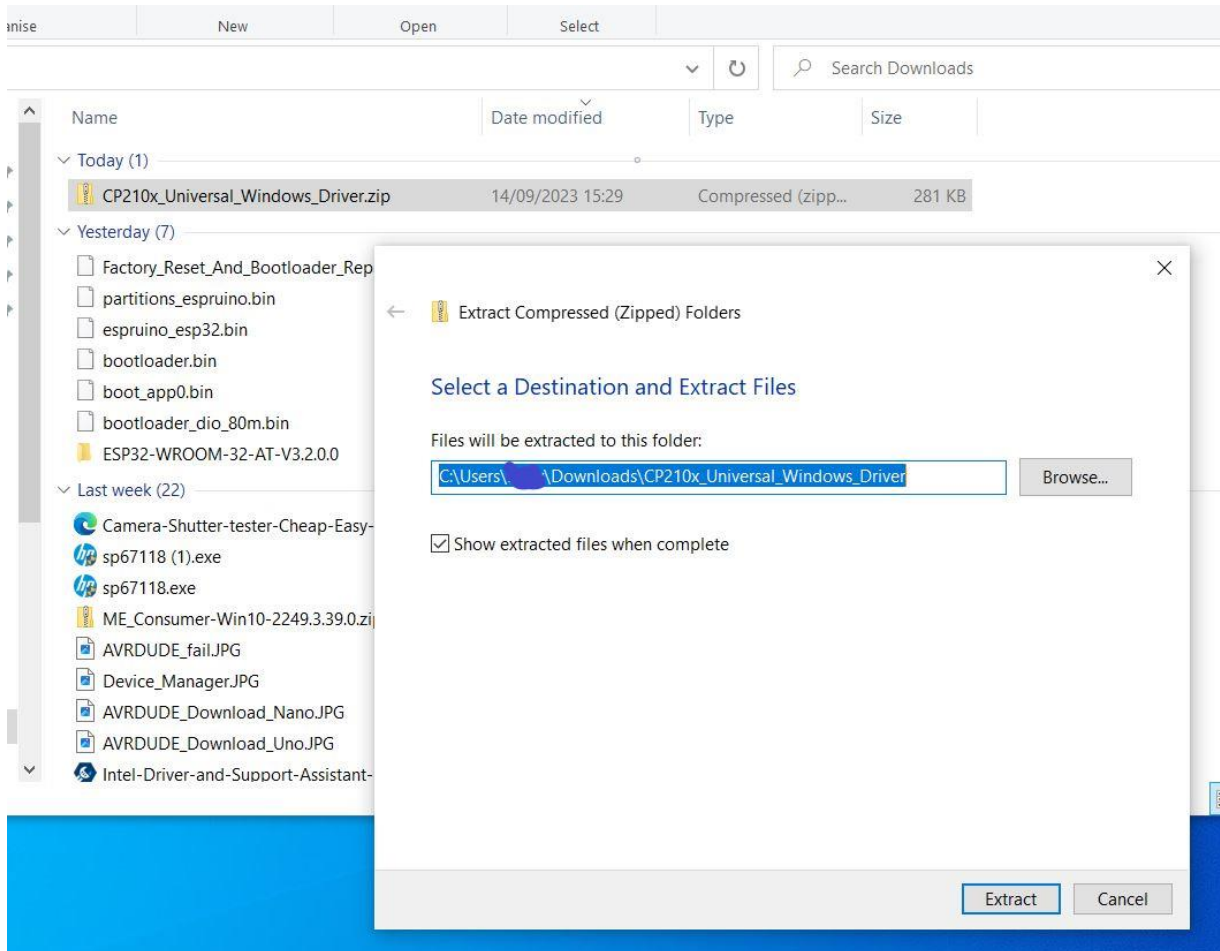 anise New Open Select
Search Downloads
Name Date modified Type Size
Today (1)
CP210x_Universal_Windows_Driver.zip 14/09/2023 15:29 Compressed (zipp... 281 KB
Yesterday (7)
Factory_Reset_And_Bootloader_Rep
partitions_espruino.bin
espruino_esp32.bin
bootloader.bin
boot_app0.bin
bootloader_dio_80m.bin
ESP32-WROOM-32-AT-V3.2.0.0
Last week (22)
Camera-Shutter-tester-Cheap-Easy-
sp67118 (1).exe
sp67118.exe
ME_Consumer-Win10-2249.3.39.0.zi
AVRDUDE_fail.JPG
Device_Manager.JPG
AVRDUDE_Download_Nano.JPG
AVRDUDE_Download_Uno.JPG
Intel-Driver-and-Support-Assistant-
Extract Compressed (Zipped) Folders
Select a Destination and Extract Files
Files will be extracted to this folder:
C:\Users\ \Downloads\CP210x_Universal_Windows_Driver
Browse...
Show extracted files when complete
Extract Cancel